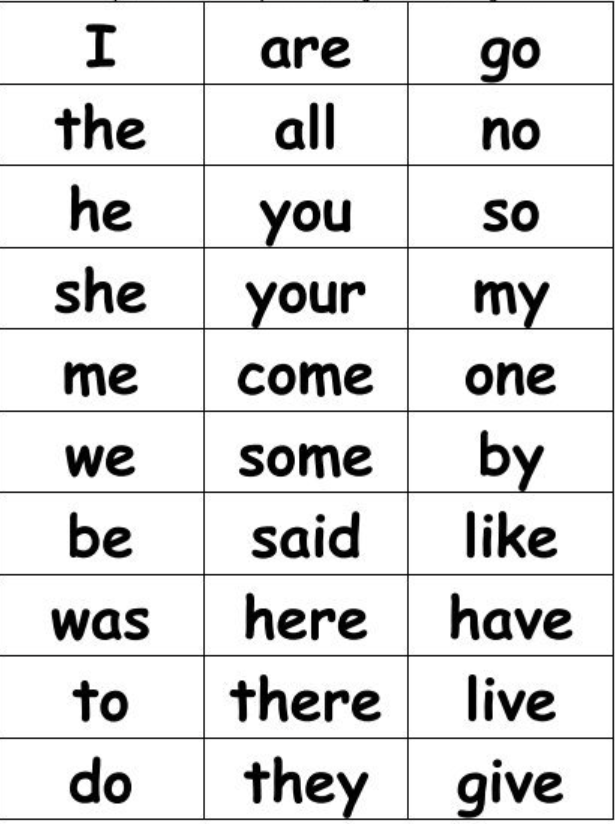 I are go
the all no
he you so
she your my
me come one
we some by
be said like
was here have
to there live
do they give